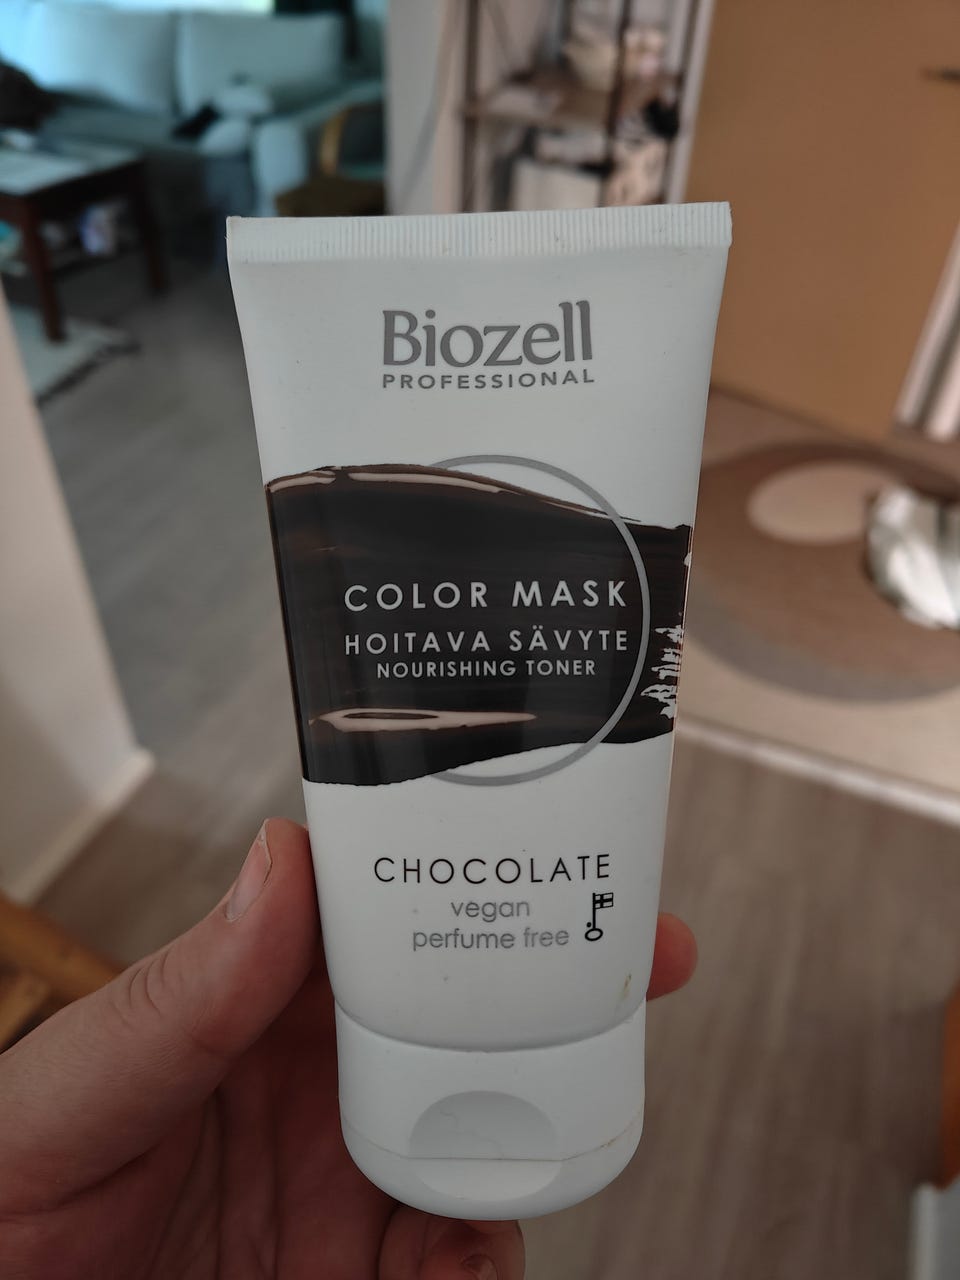 Biozell
PROFESSIONAL
COLOR MASK
HOITAVA SÄVYTE
NOURISHING TONER
CHOCOLATE
vegan
perfume free